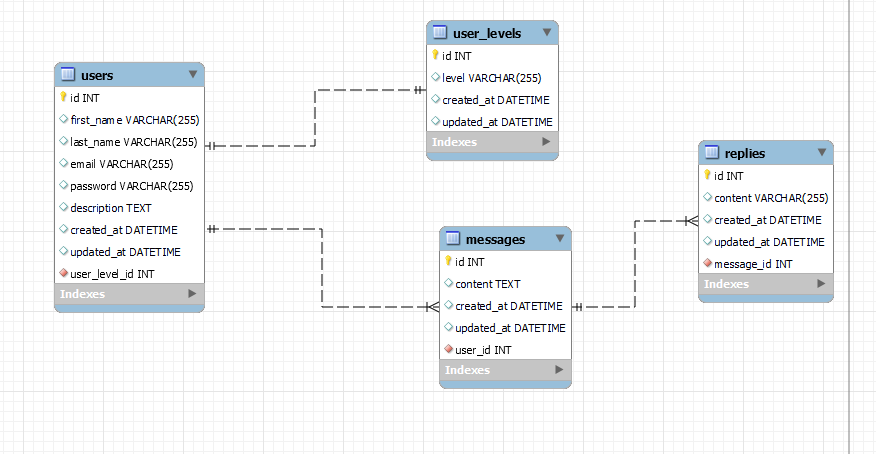 users
id INT
first_name VARCHAR(255)
last_name VARCHAR(255)
email VARCHAR(255)
password VARCHAR(255)
description TEXT
created_at DATETIME
updated_at DATETIME
user_level_id INT
Indexes
user_levels
id INT
level VARCHAR(255)
created_at DATETIME
updated_at DATETIME
Indexes
messages
id INT
content TEXT
created_at DATETIME
updated_at DATETIME
user_id INT
Indexes
replies
id INT
content VARCHAR(255)
created_at DATETIME
updated_at DATETIME
message_id INT
Indexes